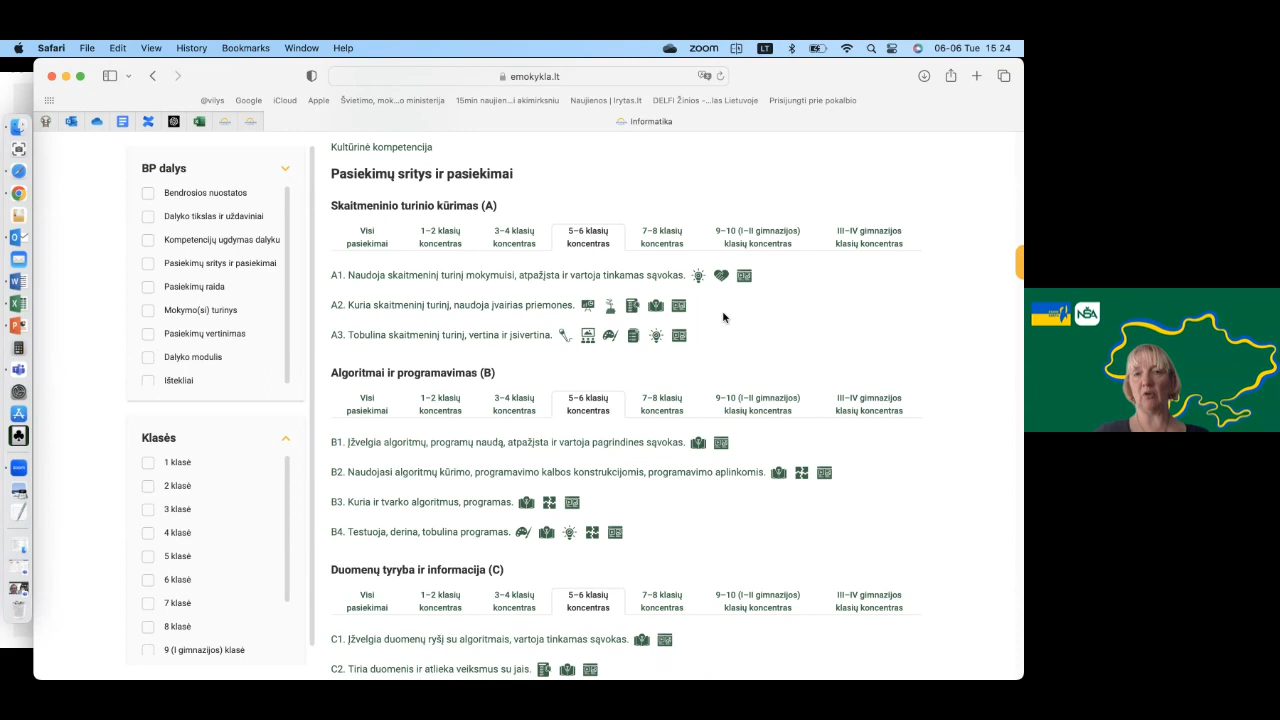 Safari File Edit View History Bookmarks Window Help
zoom LT 06-06 Tue 15 24
emokykla.lt
@vilys Google iCloud Apple Švietimo, mok...o ministerija 15min naujien...i akimirksniu Naujienos | lrytas.lt DELFI Žinios -...las Lietuvoje Prisijungti prie pokalbio
Informatika
BP dalys
Bendrosios nuostatos
Dalyko tikslas ir uždaviniai
Kompetencijų ugdymas dalyku
Pasiekimų sritys ir pasiekimai
Pasiekimų raida
Mokymo(si) turinys
Pasiekimų vertinimas
Dalyko modulis
Ištekliai
Klasės
1 klasė
2 klasė
3 klasė
4 klasė
5 klasė
6 klasė
7 klasė
8 klasė
9 (I gimnazijos) klasė
Kultūrinė kompetencija
Pasiekimų sritys ir pasiekimai
Skaitmeninio turinio kūrimas (A)
Visi 1–2 klasių 3–4 klasių 5–6 klasių 7–8 klasių 9–10 (I–II gimnazijos) III–IV gimnazijos
pasiekimai koncentras koncentras koncentras koncentras klasių koncentras klasių koncentras
A1. Naudoja skaitmeninį turinį mokymuisi, atpažįsta ir vartoja tinkamas sąvokas.
A2. Kuria skaitmeninį turinį, naudoja įvairias priemones.
A3. Tobulina skaitmeninį turinį, vertina ir įsivertina.
Algoritmai ir programavimas (B)
Visi 1–2 klasių 3–4 klasių 5–6 klasių 7–8 klasių 9–10 (I–II gimnazijos) III–IV gimnazijos
pasiekimai koncentras koncentras koncentras koncentras klasių koncentras klasių koncentras
B1. Įžvelgia algoritmų, programų naudą, atpažįsta ir vartoja pagrindines sąvokas.
B2. Naudojasi algoritmų kūrimo, programavimo kalbos konstrukcijomis, programavimo aplinkomis.
B3. Kuria ir tvarko algoritmus, programas.
B4. Testuoja, derina, tobulina programas.
Duomenų tyryba ir informacija (C)
Visi 1–2 klasių 3–4 klasių 5–6 klasių 7–8 klasių 9–10 (I–II gimnazijos) III–IV gimnazijos
pasiekimai koncentras koncentras koncentras koncentras klasių koncentras klasių koncentras
C1. Įžvelgia duomenų ryšį su algoritmais, vartoja tinkamas sąvokas.
C2. Tiria duomenis ir atlieka veiksmus su jais.
NŠA